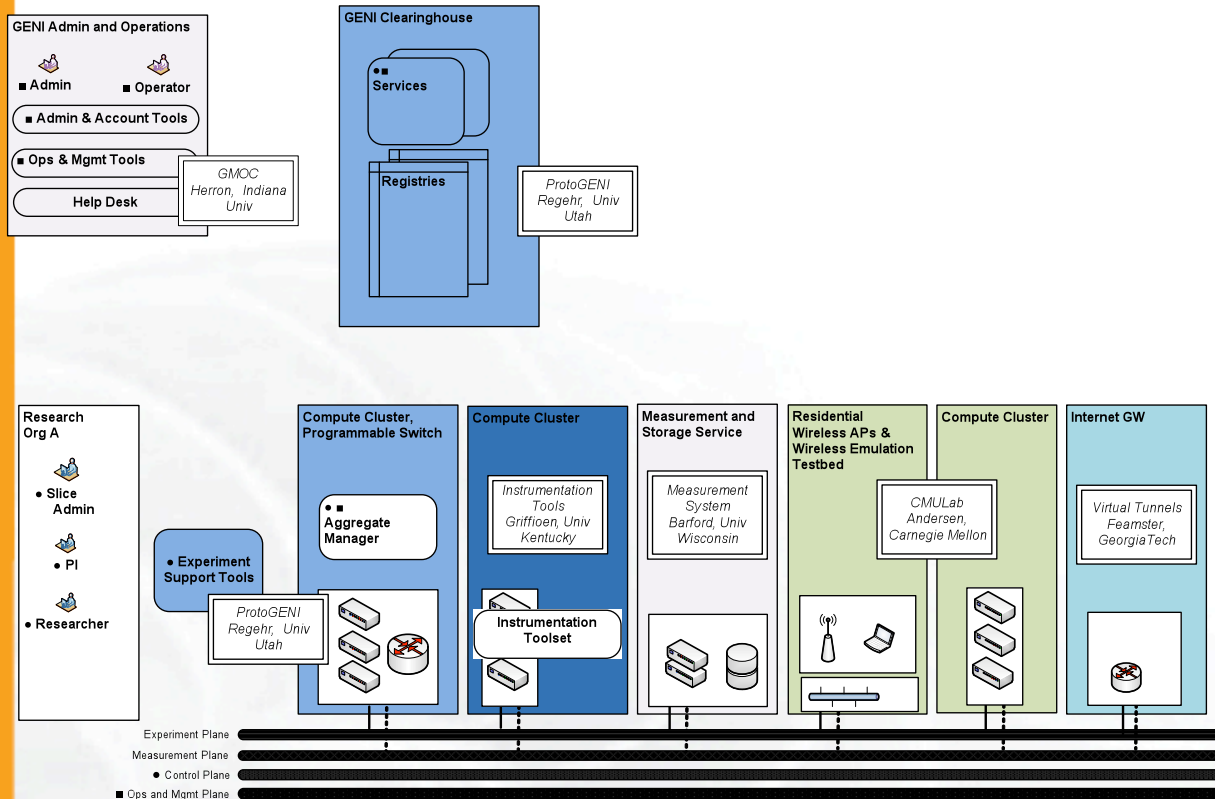 GENI Admin and Operations
■ Admin
■ Operator
■ Admin & Account Tools
■ Ops & Mgmt Tools
Help Desk
GMOC
Herron, Indiana
Univ
GENI Clearinghouse
● ■
Services
Registries
ProtoGENI
Regehr, Univ
Utah
Research
Org A
● Slice
Admin
● PI
● Researcher
● Experiment
Support Tools
ProtoGENI
Regehr, Univ
Utah
Compute Cluster,
Programmable Switch
● ■
Aggregate
Manager
Compute Cluster
Instrumentation
Tools
Griffioen, Univ
Kentucky
Instrumentation
Toolset
Measurement and
Storage Service
Measurement
System
Barford, Univ
Wisconsin
Residential
Wireless APs &
Wireless Emulation
Testbed
Compute Cluster
CMULab
Andersen,
Carnegie Mellon
Internet GW
Virtual Tunnels
Feamster,
GeorgiaTech
Experiment Plane
Measurement Plane
● Control Plane
■ Ops and Mgmt Plane